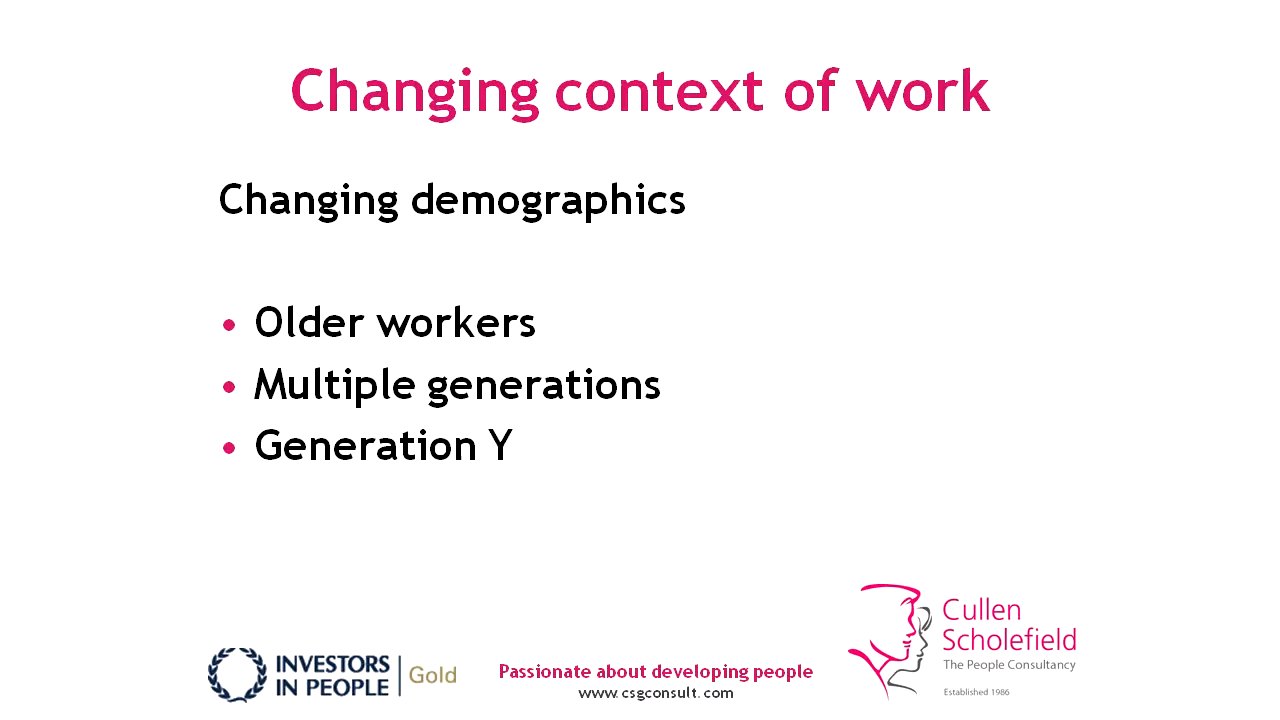 Changing context of work
Changing demographics
• Older workers
• Multiple generations
• Generation Y
INVESTORS
IN PEOPLE
Gold
Passionate about developing people
www.csgconsult.com
Cullen
Scholefield
The People Consultancy
Established 1986